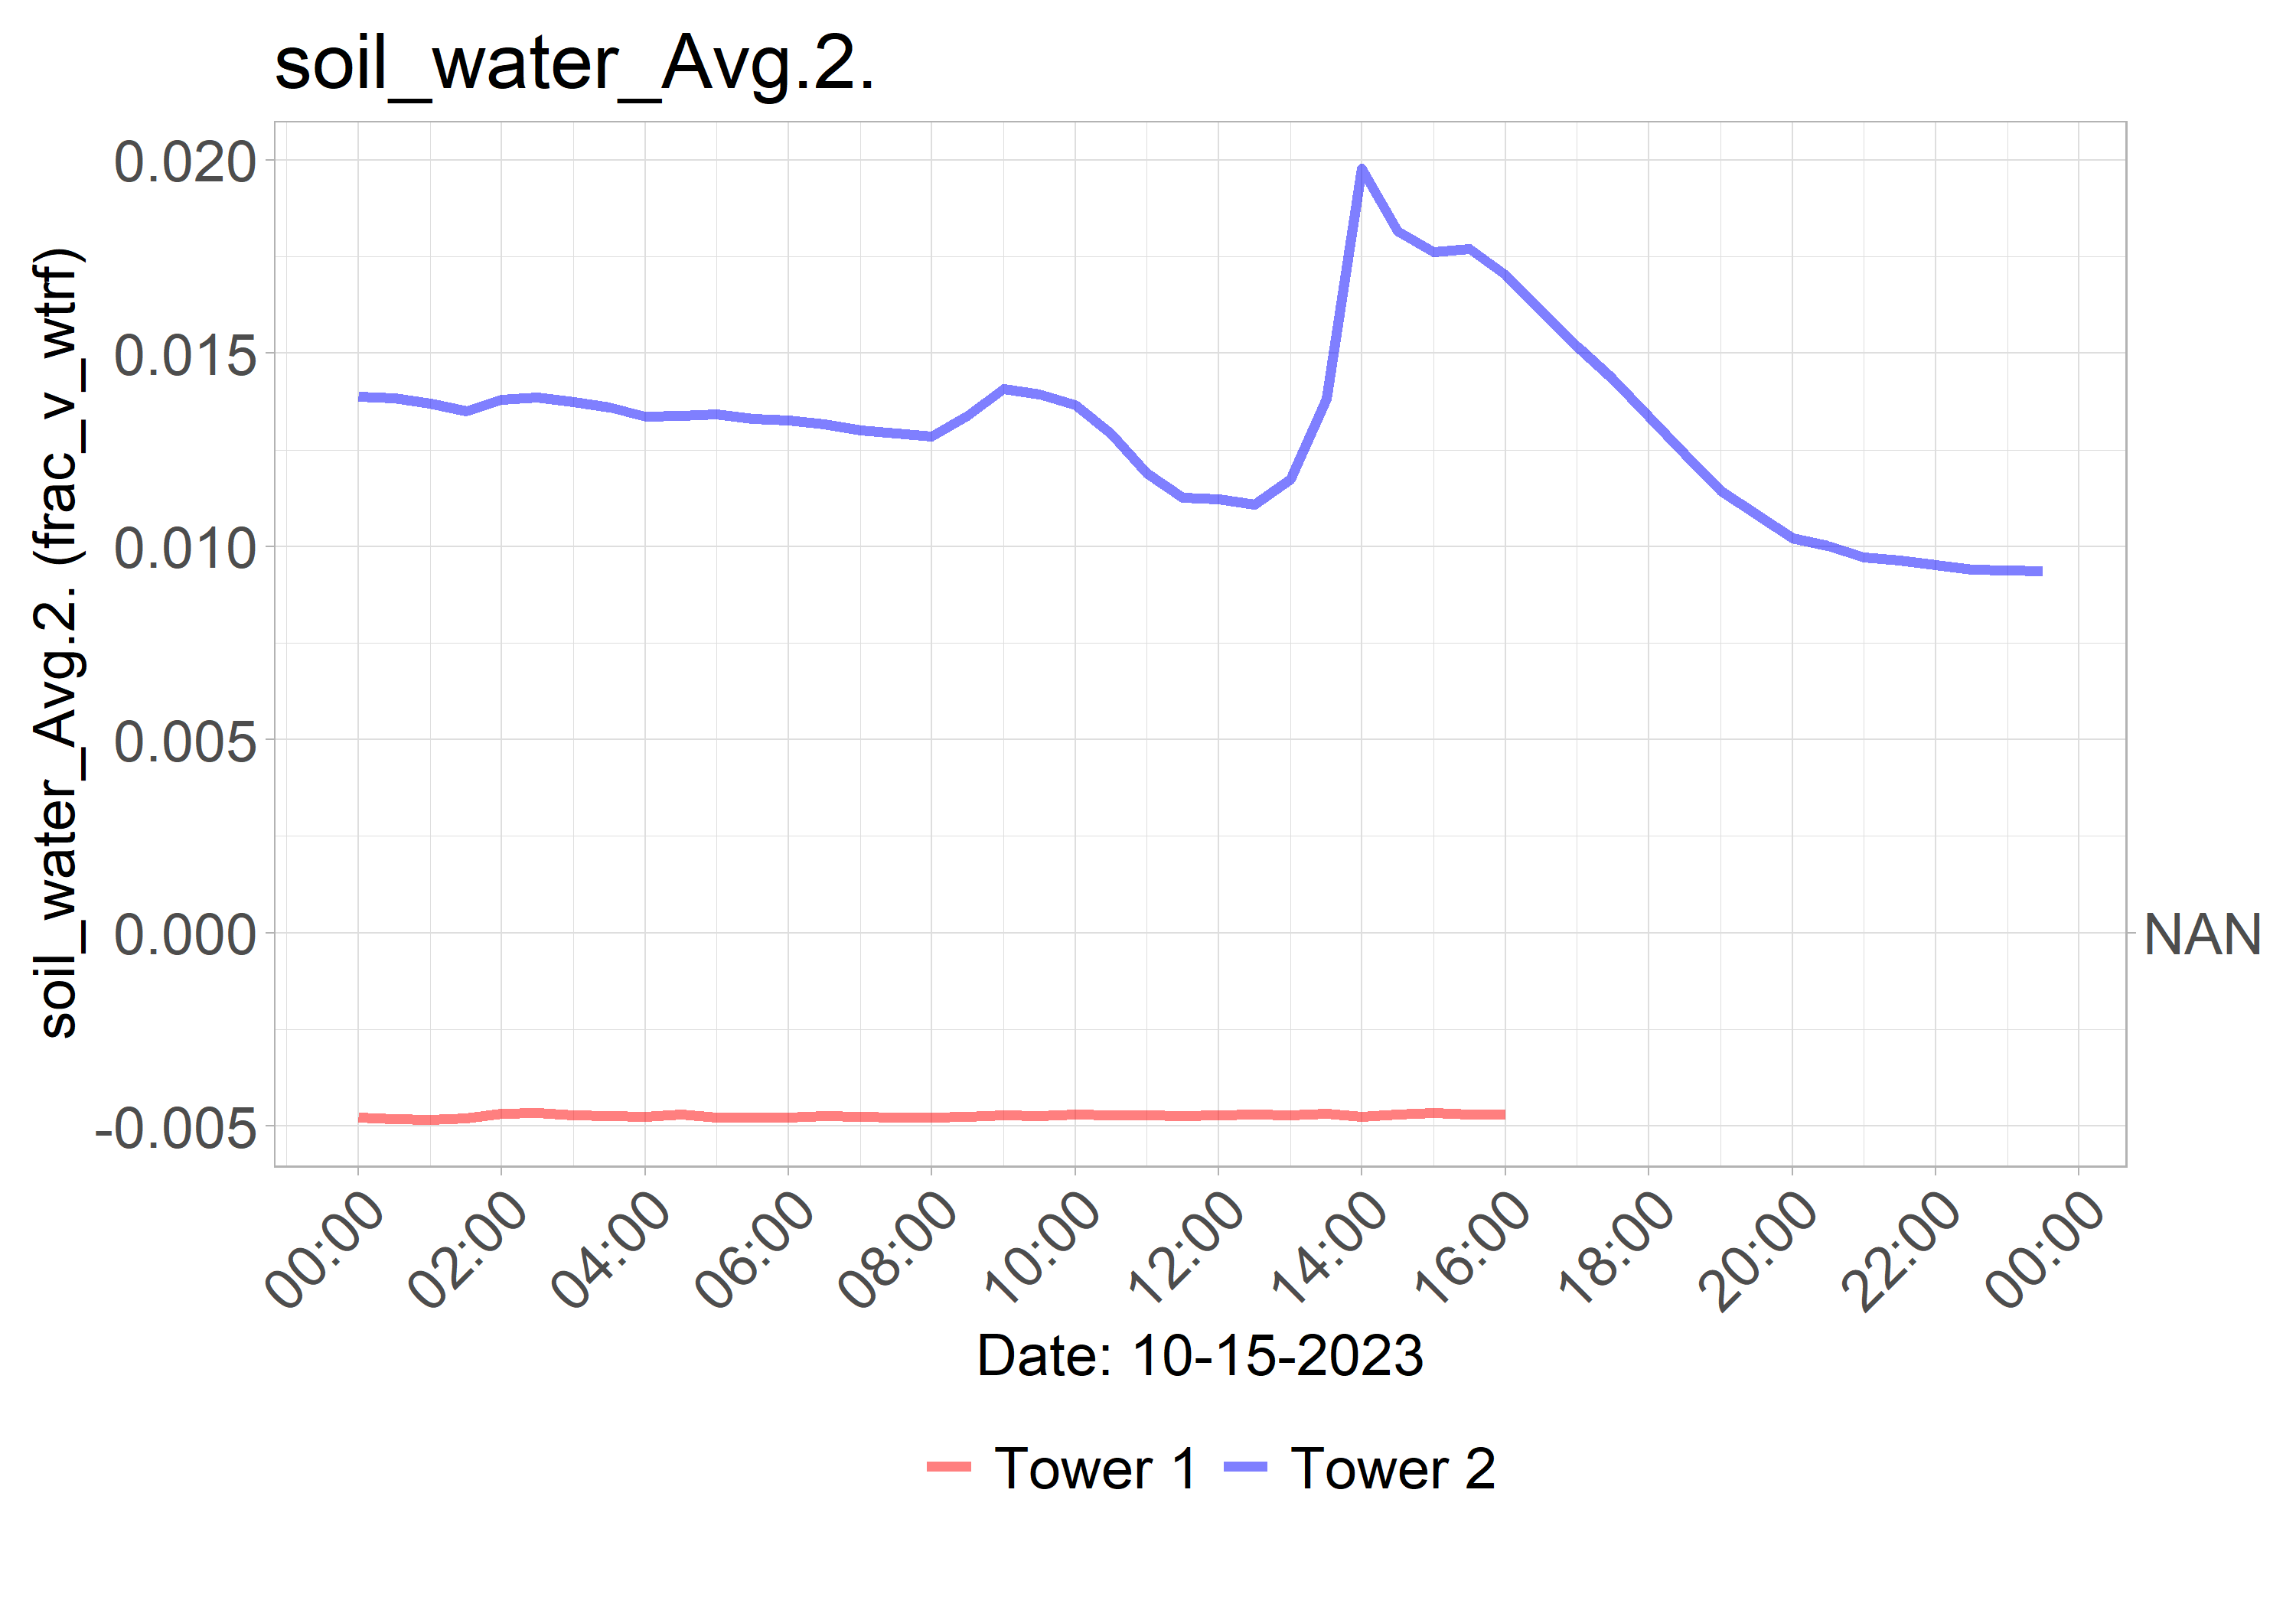 soil_water_Avg.2.
soil_water_Avg.2. (frac_v_wtrf)
0.020
0.015
0.010
0.005
0.000
-0.005
NAN
00:00 02:00 04:00 06:00 08:00 10:00 12:00 14:00 16:00 18:00 20:00 22:00 00:00
Date: 10-15-2023
Tower 1 Tower 2